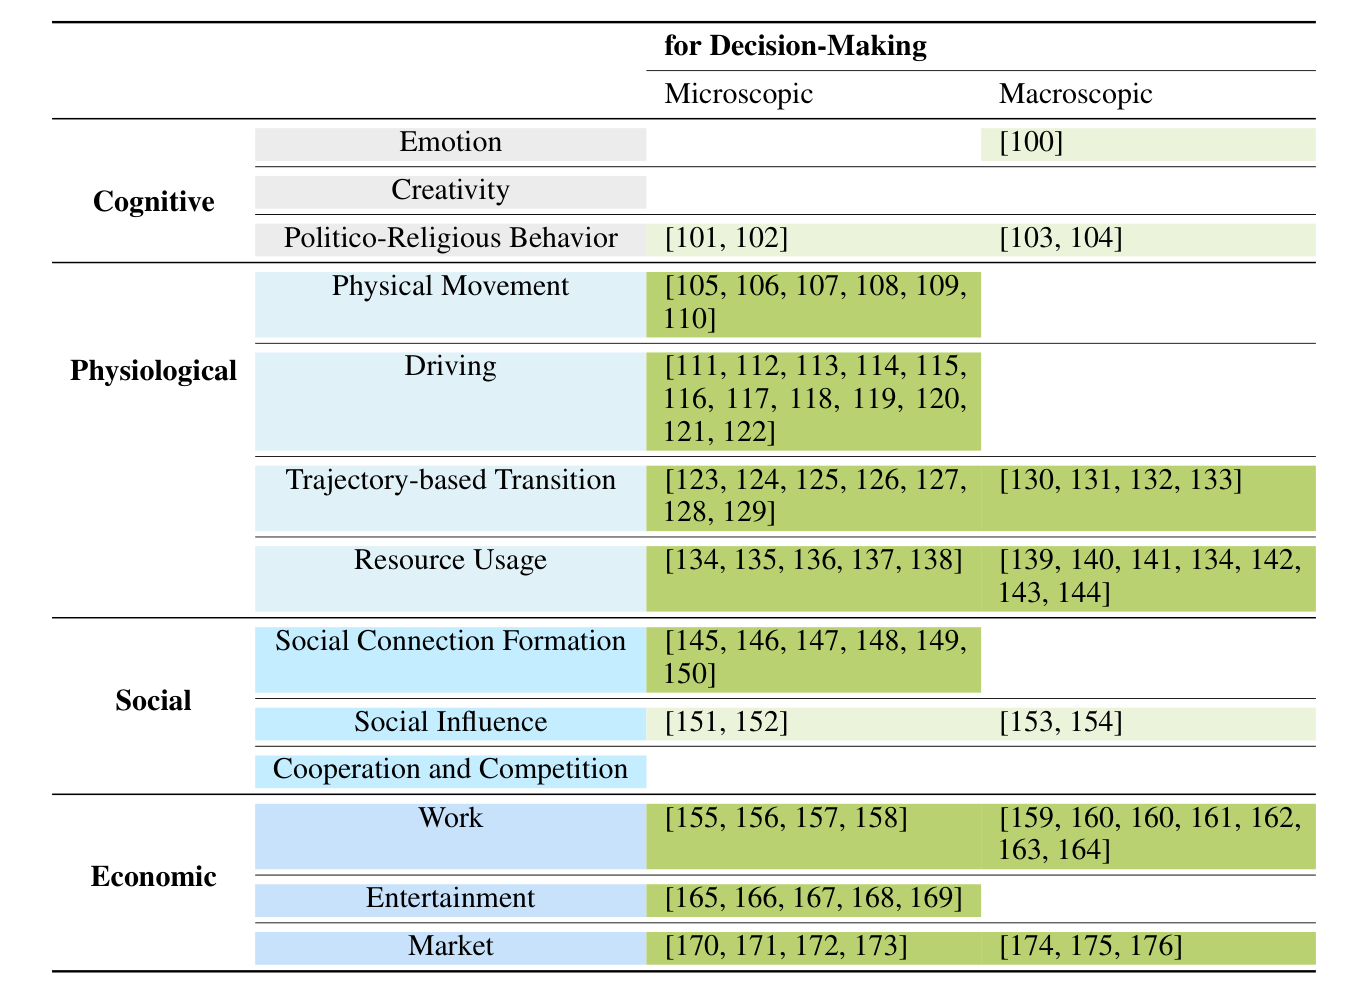 for Decision-Making
Microscopic Macroscopic
Cognitive
Emotion [100]
Creativity
Politico-Religious Behavior [101, 102] [103, 104]
Physiological
Physical Movement [105, 106, 107, 108, 109,
110]
Driving [111, 112, 113, 114, 115,
116, 117, 118, 119, 120,
121, 122]
Trajectory-based Transition [123, 124, 125, 126, 127, [130, 131, 132, 133]
128, 129]
Resource Usage [134, 135, 136, 137, 138] [139, 140, 141, 134, 142,
143, 144]
Social
Social Connection Formation [145, 146, 147, 148, 149,
150]
Social Influence [151, 152] [153, 154]
Cooperation and Competition
Economic
Work [155, 156, 157, 158] [159, 160, 160, 161, 162,
163, 164]
Entertainment [165, 166, 167, 168, 169]
Market [170, 171, 172, 173] [174, 175, 176]